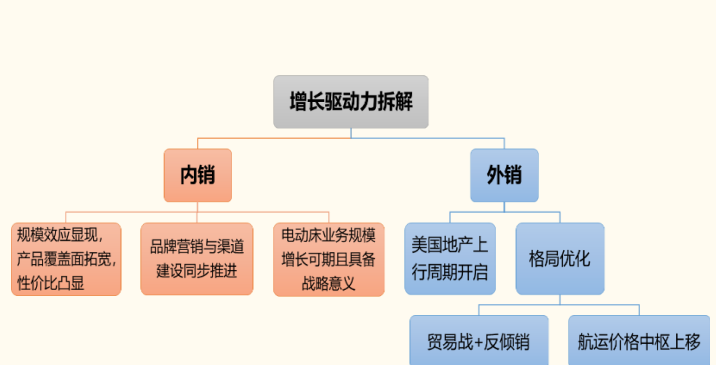 增长驱动力拆解
内销
外销
规模效应显现，
产品覆盖面拓宽，
性价比凸显
品牌营销与渠道
建设同步推进
电动床业务规模
增长可期且具备
战略意义
美国地产上
行周期开启
格局优化
贸易战+反倾销
航运价格中枢上移